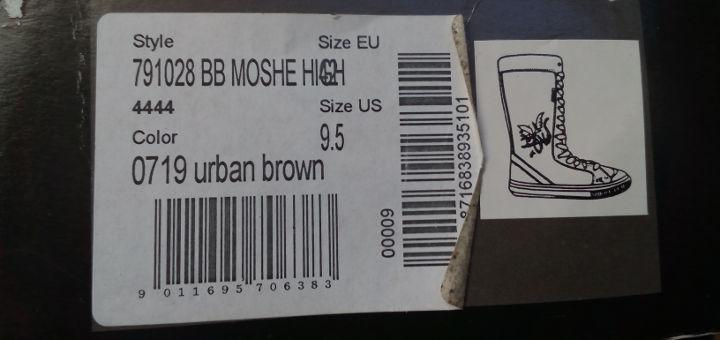 Style
Size EU
791028 BB MOSHE HIGH
4444
Size US
Color
9.5
0719 urban brown
9 011695 706383
00009
8716838935101